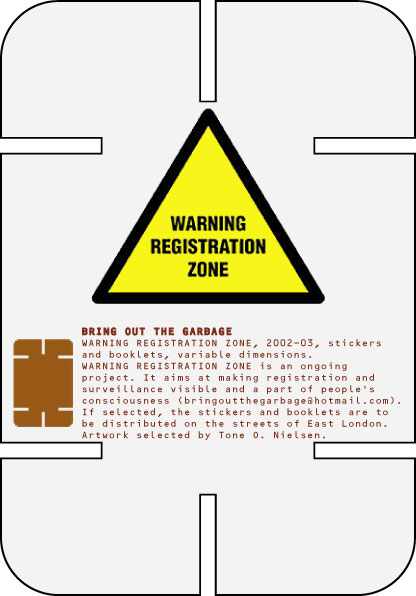 WARNING
REGISTRATION
ZONE
BRING OUT THE GARBAGE
WARNING REGISTRATION ZONE, 2002-03, stickers
and booklets, variable dimensions.
WARNING REGISTRATION ZONE is an ongoing
project. It aims at making registration and
surveillance visible and a part of people's
consciousness (bringoutthegarbage@hotmail.com).
If selected, the stickers and booklets are to
be distributed on the streets of East London.
Artwork selected by Tone O. Nielsen.